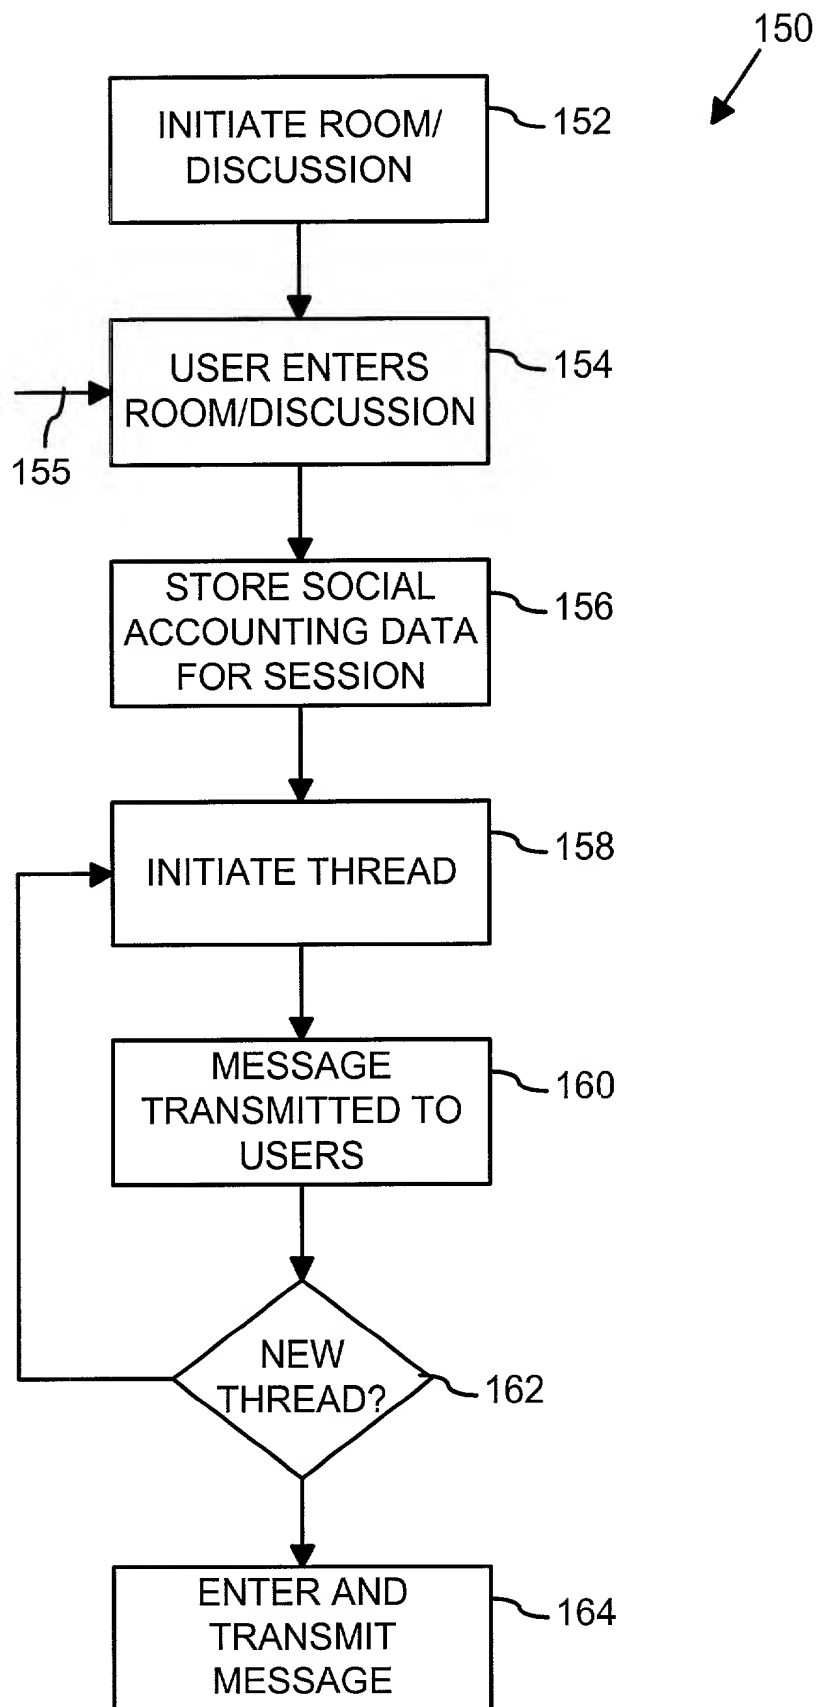 150
INITIATE ROOM/
DISCUSSION
152
USER ENTERS
ROOM/DISCUSSION
154
155
STORE SOCIAL
ACCOUNTING DATA
FOR SESSION
156
INITIATE THREAD
158
MESSAGE
TRANSMITTED TO
USERS
160
NEW
THREAD?
162
ENTER AND
TRANSMIT
MESSAGE
164